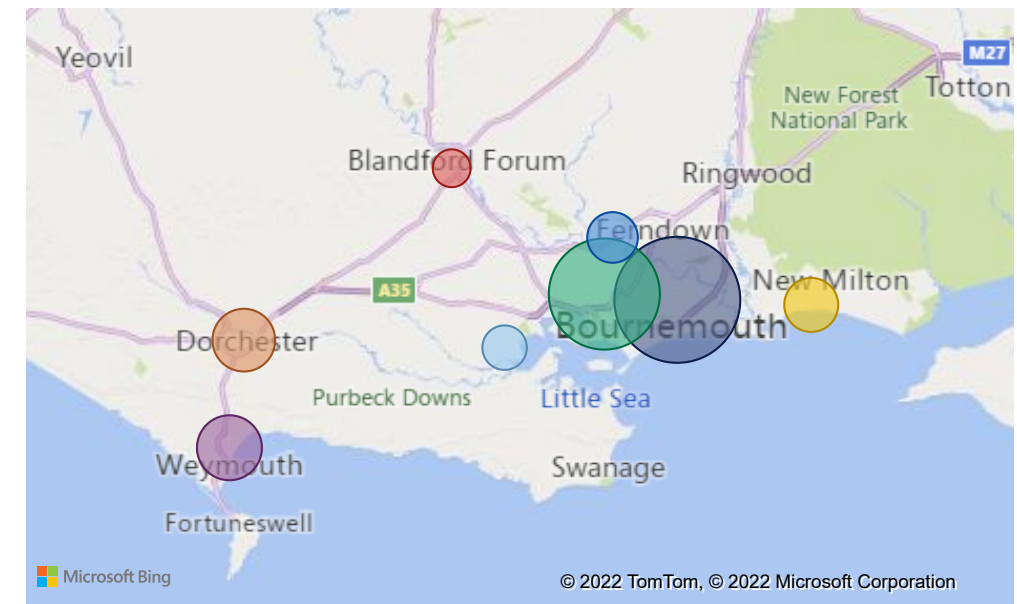 Yeovil
M27
Totton
New Forest
National Park
Blandford Forum
Ringwood
Ferndown
A35
New Milton
Bournemouth
Dorchester
Purbeck Downs
Little Sea
Weymouth
Swanage
Fortuneswell
Microsoft Bing
© 2022 TomTom, © 2022 Microsoft Corporation